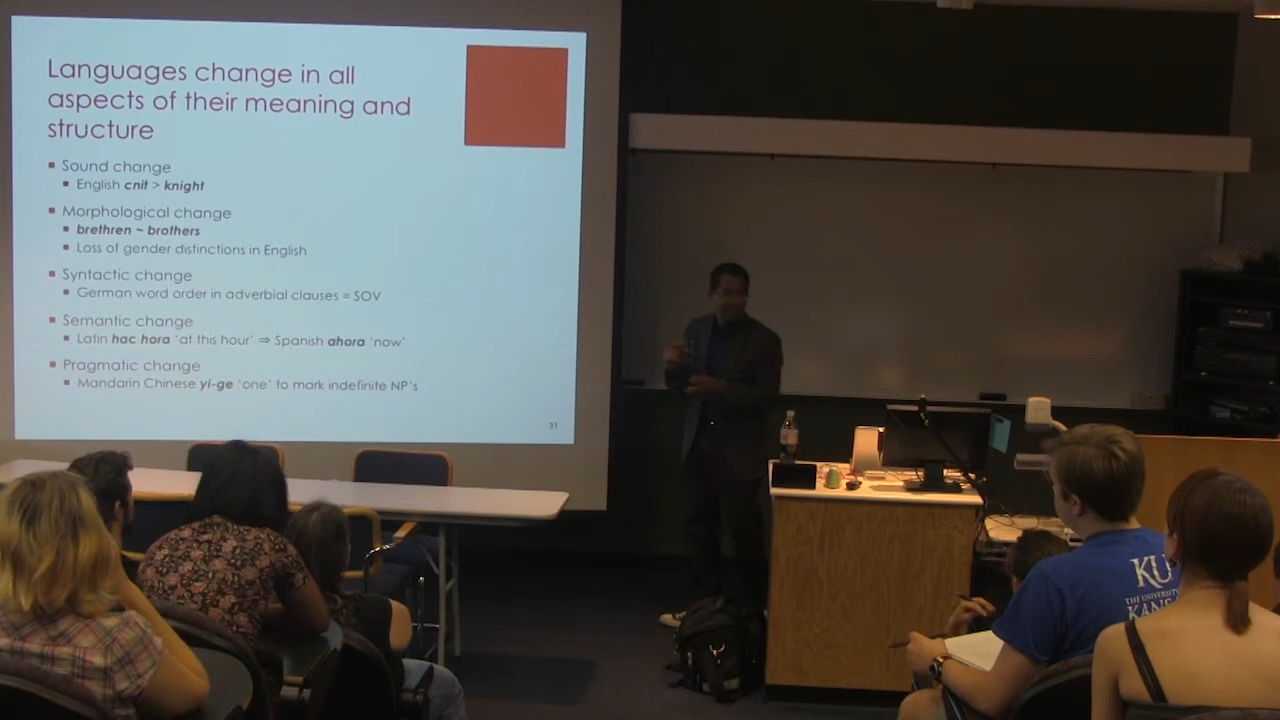 Languages change in all
aspects of their meaning and
structure
Sound change
English cnit > knight
Morphological change
brethren ~ brothers
Loss of gender distinctions in English
Syntactic change
German word order in adverbial clauses = SOV
Semantic change
Latin hac hora 'at this hour' ⇒ Spanish ahora 'now'
Pragmatic change
Mandarin Chinese yi-ge 'one' to mark indefinite NP's
31
KU
THE UNIVERSITY
KANSAS